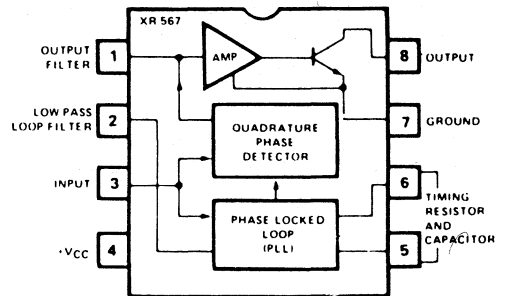 XR 567
OUTPUT
FILTER
1
AMP
8
OUTPUT
LOW PASS
LOOP FILTER
2
QUADRATURE
PHASE
DETECTOR
7
GROUND
INPUT
3
6
TIMING
RESISTOR
AND
CAPACITOR
PHASE LOCKED
LOOP
(PLL)
+VCC
4
5